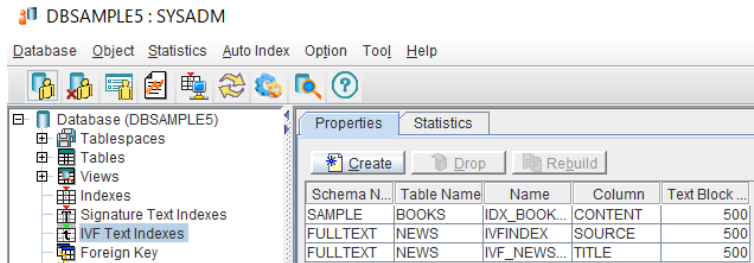 DBSAMPLE5 : SYSADM
Database Object Statistics Auto Index Option Tool Help
Database (DBSAMPLE5)
Tablespaces
Tables
Views
Indexes
Signature Text Indexes
IVF Text Indexes
Foreign Key
Properties Statistics
Create Drop Rebuild
Schema N... Table Name Name Column Text Block ...
SAMPLE BOOKS IDX_BOOK... CONTENT 500
FULLTEXT NEWS IVFINDEX SOURCE 500
FULLTEXT NEWS IVF_NEWS... TITLE 500